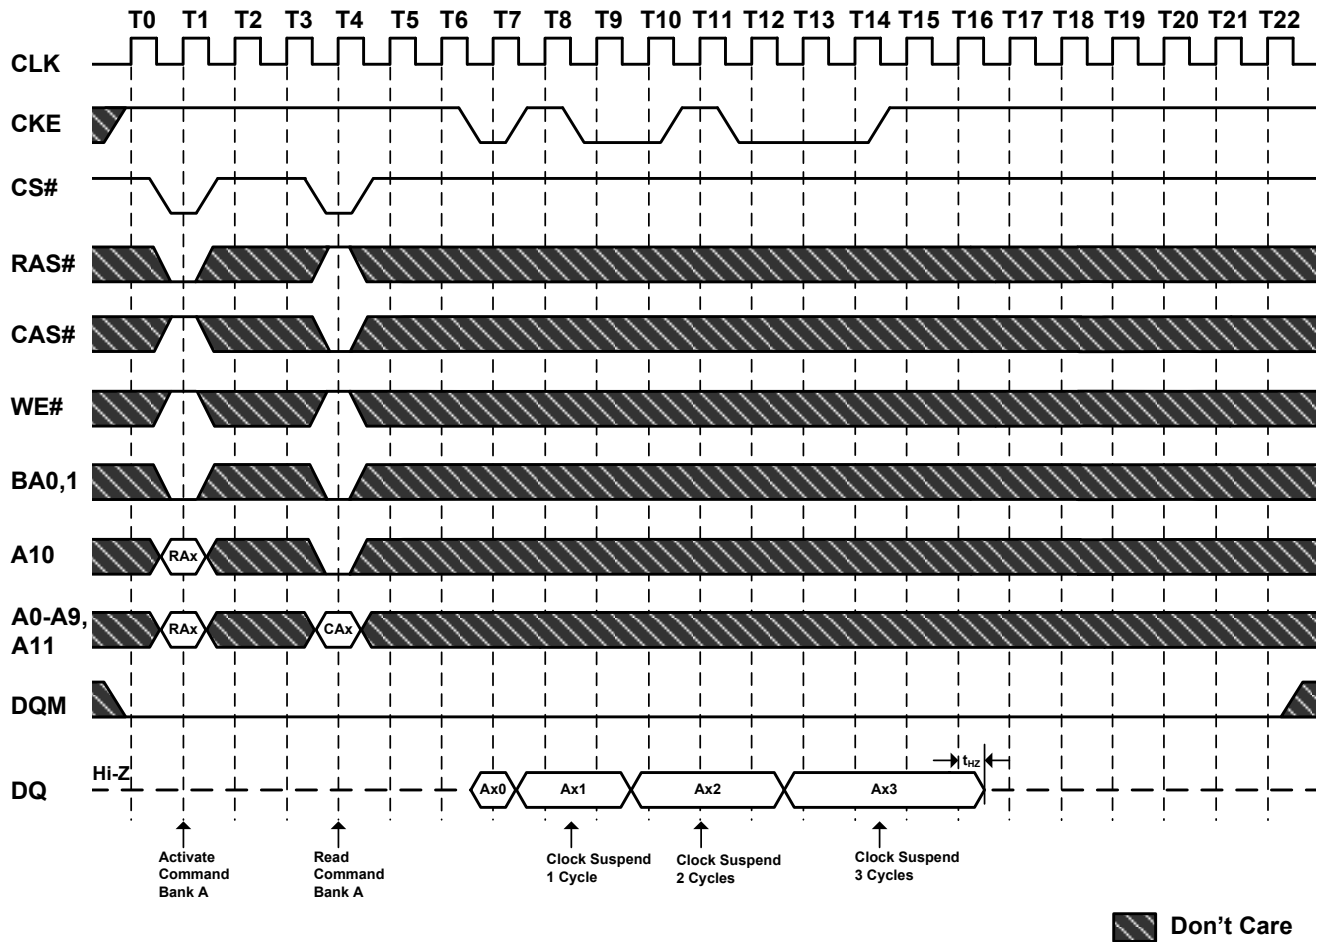 T0 T1 T2 T3 T4 T5 T6 T7 T8 T9 T10 T11 T12 T13 T14 T15 T16 T17 T18 T19 T20 T21 T22
CLK
CKE
CS#
RAS#
CAS#
WE#
BA0,1
A10
RAx
A0-A9,
A11
RAx
CAx
DQM
Hi-Z
tHZ
DQ
Ax0
Ax1
Ax2
Ax3
Activate
Command
Bank A
Read
Command
Bank A
Clock Suspend
1 Cycle
Clock Suspend
2 Cycles
Clock Suspend
3 Cycles
Don't Care